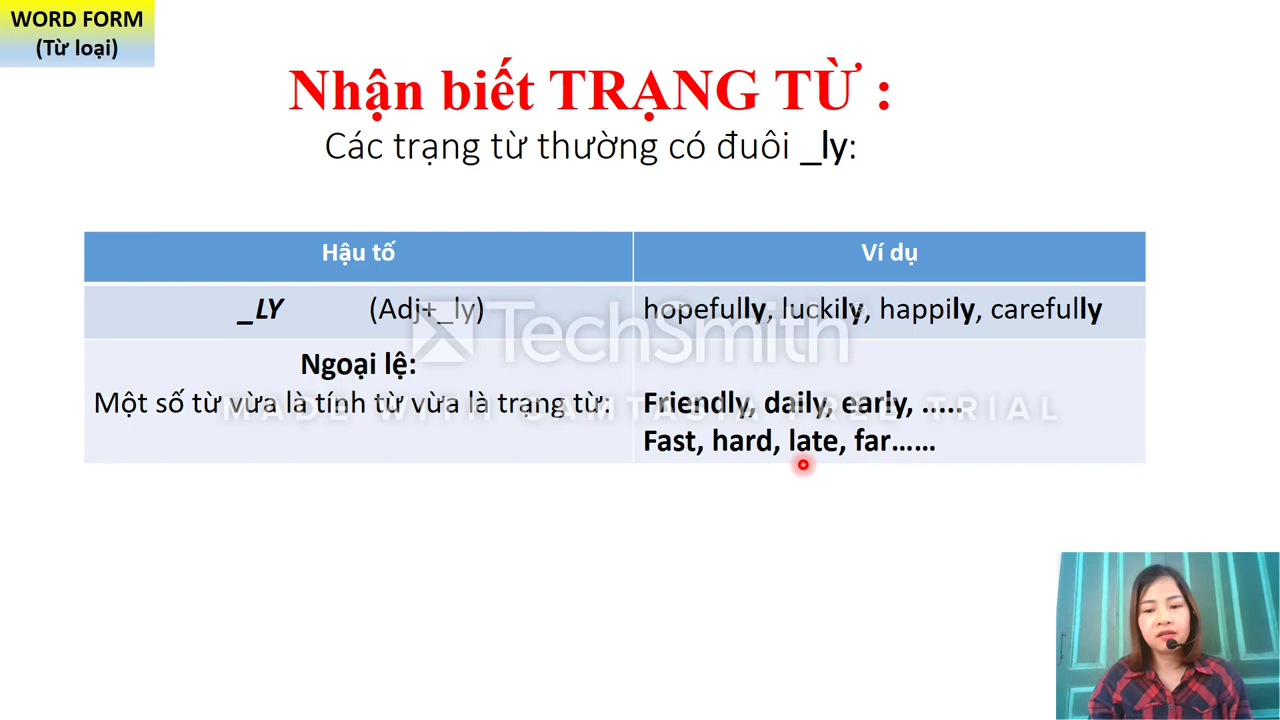 WORD FORM
(Từ loại)
Nhận biết TRẠNG TỪ :
Các trạng từ thường có đuôi _ly:
Hậu tố
Ví dụ
_LY (Adj+_ly)
hopefully, luckily, happily, carefully
TechSmith
Ngoại lệ:
Một số từ vừa là tính từ vừa là trạng từ:
Friendly, daily, early, .....
MADE WITH CAMTASIA FREE TRIAL
Fast, hard, late, far......